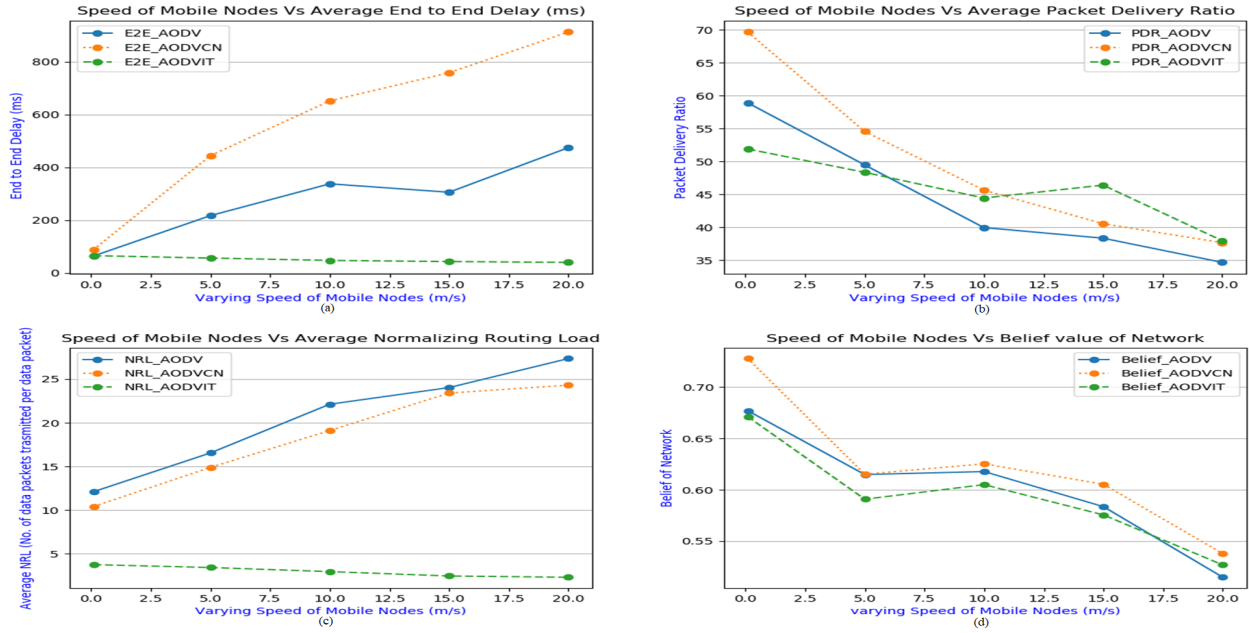 Speed of Mobile Nodes Vs Average End to End Delay (ms)
E2E_AODV
E2E_AODVCN
E2E_AODVIT
End to End Delay (ms)
800
600
400
200
0
0.0 2.5 5.0 7.5 10.0 12.5 15.0 17.5 20.0
Varying Speed of Mobile Nodes (m/s)
(a)
Speed of Mobile Nodes Vs Average Packet Delivery Ratio
PDR_AODV
PDR_AODVCN
PDR_AODVIT
Packet Delivery Ratio
70
65
60
55
50
45
40
35
0.0 2.5 5.0 7.5 10.0 12.5 15.0 17.5 20.0
Varying Speed of Mobile Nodes (m/s)
(b)
Speed of Mobile Nodes Vs Average Normalizing Routing Load
NRL_AODV
NRL_AODVCN
NRL_AODVIT
Average NRL (No. of data packets trasmitted per data packet)
25
20
15
10
5
0.0 2.5 5.0 7.5 10.0 12.5 15.0 17.5 20.0
Varying Speed of Mobile Nodes (m/s)
(c)
Speed of Mobile Nodes Vs Belief value of Network
Belief_AODV
Belief_AODVCN
Belief_AODVIT
Belief of Network
0.70
0.65
0.60
0.55
0.0 2.5 5.0 7.5 10.0 12.5 15.0 17.5 20.0
varying Speed of Mobile Nodes (m/s)
(d)